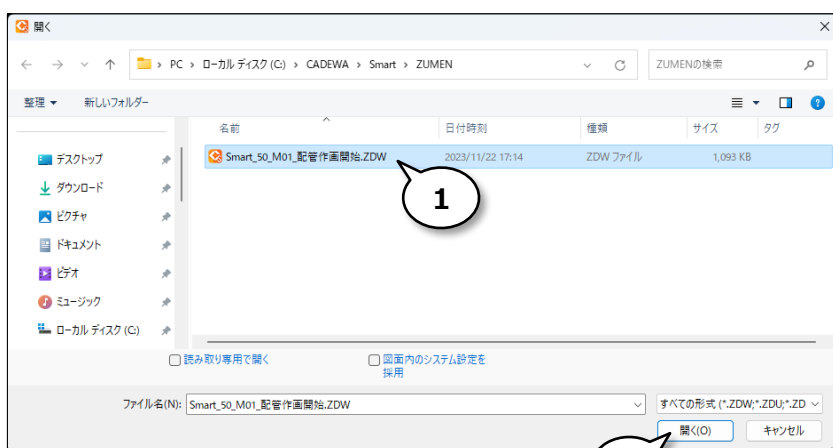 開く
PC › ローカル ディスク (C:) › CADEWA › Smart › ZUMEN
ZUMENの検索
整理 新しいフォルダー
名前 日付時刻 種類 サイズ タグ
Smart_50_M01_配管作画開始.ZDW 2023/11/22 17:14 ZDW ファイル 1,093 KB
1
デスクトップ
ダウンロード
ピクチャ
ドキュメント
ビデオ
ミュージック
ローカル ディスク (C:)
読み取り専用で開く
図面内のシステム設定を
採用
ファイル名(N): Smart_50_M01_配管作画開始.ZDW
すべての形式 (*.ZDW;*.ZDU;*.ZD
開く(O) キャンセル